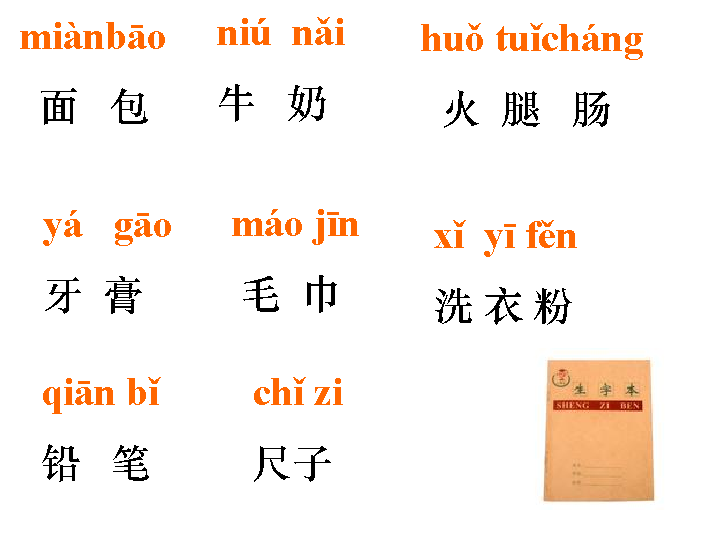 miànbāo niú nǎi huǒ tuǐcháng
面 包 牛 奶 火 腿 肠
yá gāo máo jīn xǐ yī fěn
牙 膏 毛 巾 洗 衣 粉
qiān bǐ chǐ zi
铅 笔 尺子
生 字 本
SHENG ZI BEN